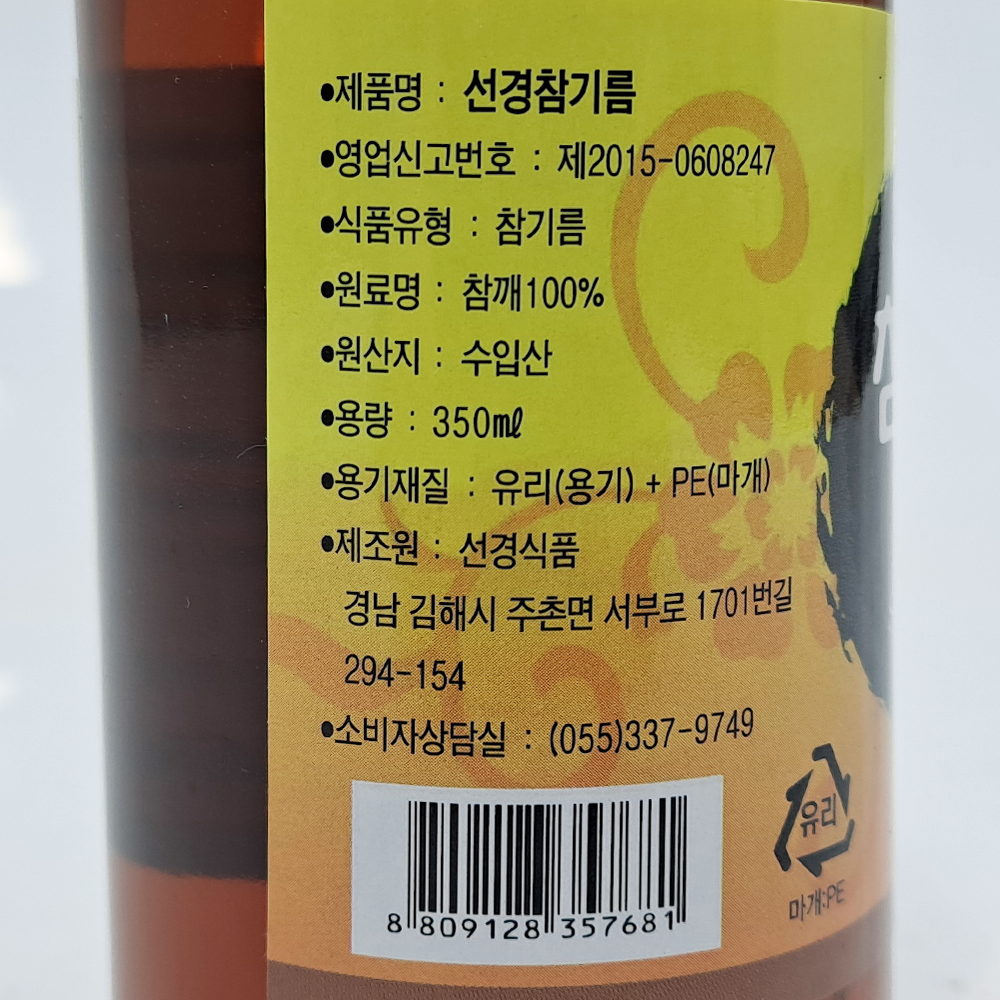 •제품명 : 선경참기름
•영업신고번호 : 제2015-0608247
•식품유형 : 참기름
•원료명 : 참깨100%
•원산지 : 수입산
•용량 : 350㎖
•용기재질 : 유리(용기) + PE(마개)
•제조원 : 선경식품
경남 김해시 주촌면 서부로 1701번길
294-154
•소비자상담실 : (055)337-9749
유리
마개:PE
8 809128 357681